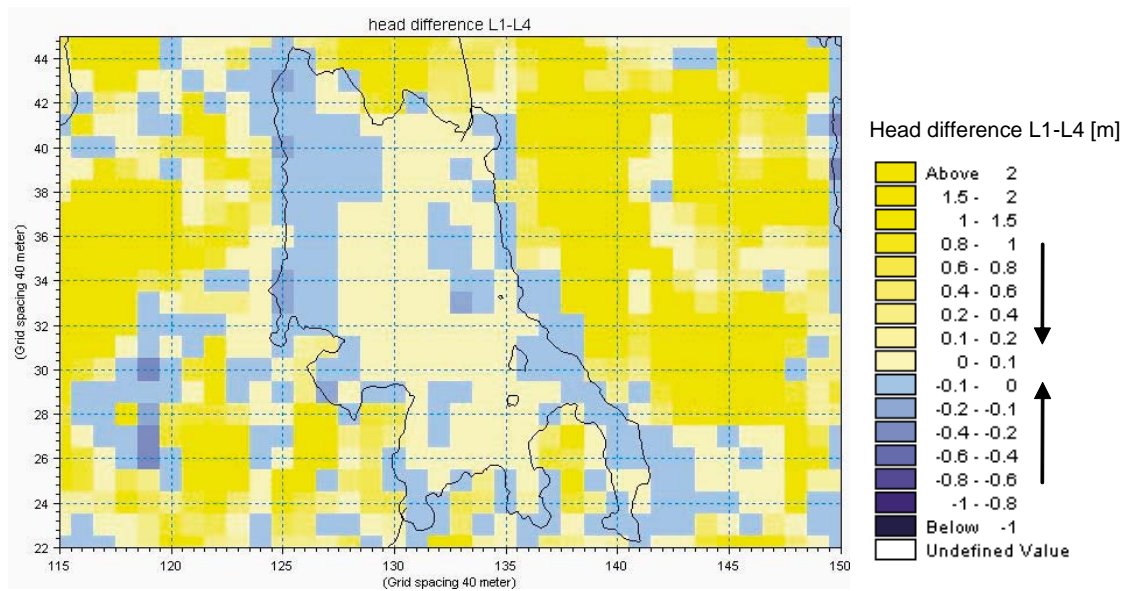 head difference L1-L4
44
42
40
38
36
34
32
30
28
26
24
22
(Grid spacing 40 meter)
115 120 125 130 135 140 145 150
(Grid spacing 40 meter)
Head difference L1-L4 [m]
Above 2
1.5 - 2
1 - 1.5
0.8 - 1
0.6 - 0.8
0.4 - 0.6
0.2 - 0.4
0.1 - 0.2
0 - 0.1
-0.1 - 0
-0.2 - -0.1
-0.4 - -0.2
-0.6 - -0.4
-0.8 - -0.6
-1 - -0.8
Below -1
Undefined Value